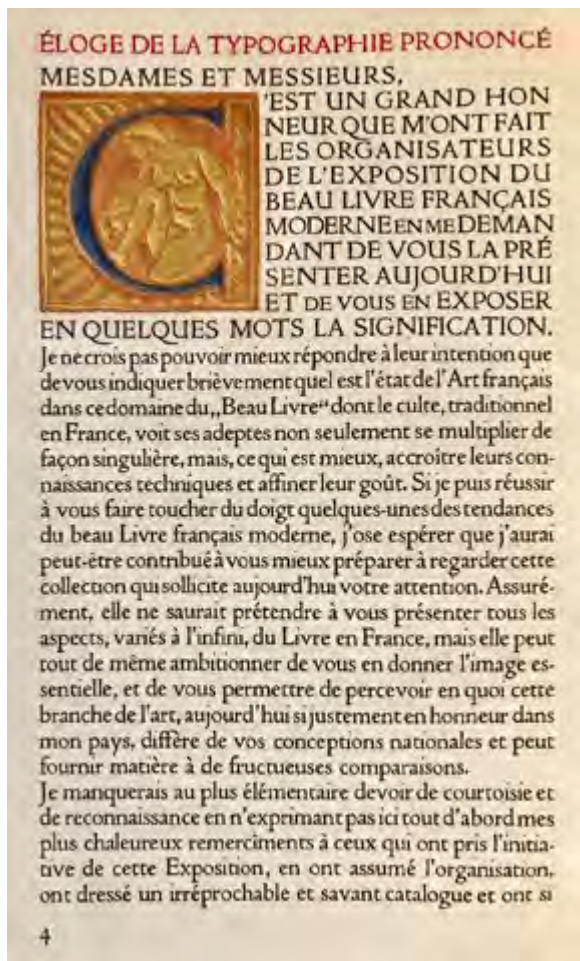 ÉLOGE DE LA TYPOGRAPHIE PRONONCÉ
MESDAMES ET MESSIEURS,
C'EST UN GRAND HON
NEUR QUE M'ONT FAIT
LES ORGANISATEURS
DE L'EXPOSITION DU
BEAU LIVRE FRANÇAIS
MODERNE EN ME DEMAN
DANT DE VOUS LA PRÉ
SENTER AUJOURD'HUI
ET DE VOUS EN EXPOSER
EN QUELQUES MOTS LA SIGNIFICATION.
Je ne crois pas pouvoir mieux répondre à leur intention que
de vous indiquer brièvement quel est l'état de l'Art français
dans ce domaine du „Beau Livre“ dont le culte, traditionnel
en France, voit ses adeptes non seulement se multiplier de
façon singulière, mais, ce qui est mieux, accroître leurs con-
naissances techniques et affiner leur goût. Si je puis réussir
à vous faire toucher du doigt quelques-unes des tendances
du beau Livre français moderne, j'ose espérer que j'aurai
peut-être contribué à vous mieux préparer à regarder cette
collection qui sollicite aujourd'hui votre attention. Assuré-
ment, elle ne saurait prétendre à vous présenter tous les
aspects, variés à l'infini, du Livre en France, mais elle peut
tout de même ambitionner de vous en donner l'image es-
sentielle, et de vous permettre de percevoir en quoi cette
branche de l'art, aujourd'hui si justement en honneur dans
mon pays, diffère de vos conceptions nationales et peut
fournir matière à de fructueuses comparaisons.
Je manquerais au plus élémentaire devoir de courtoisie et
de reconnaissance en n'exprimant pas ici tout d'abord mes
plus chaleureux remerciments à ceux qui ont pris l'initia-
tive de cette Exposition, en ont assumé l'organisation,
ont dressé un irréprochable et savant catalogue et ont si
4